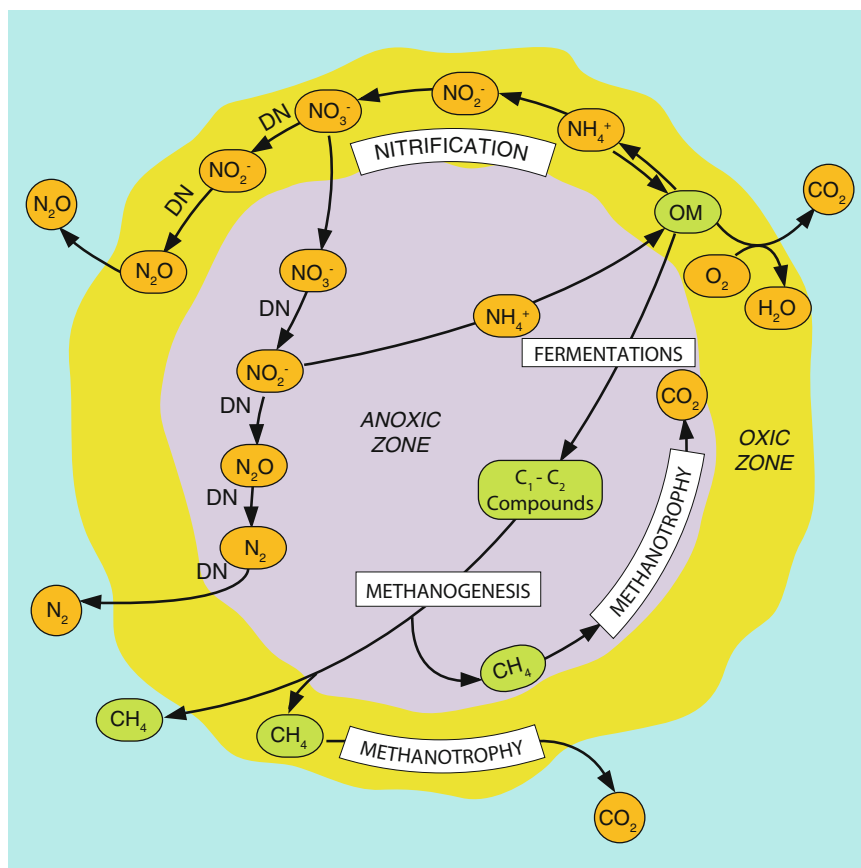 NO₂⁻
NO₃⁻
DN
NH₄⁺
NITRIFICATION
NO₂⁻
CO₂
N₂O
DN
OM
N₂O
NO₃⁻
O₂
H₂O
DN
NH₄⁺
FERMENTATIONS
NO₂⁻
CO₂
DN
ANOXIC
ZONE
OXIC
ZONE
N₂O
C₁ - C₂
Compounds
DN
METHANOTROPHY
N₂
DN
METHANOGENESIS
N₂
CH₄
CH₄
CH₄
METHANOTROPHY
CO₂